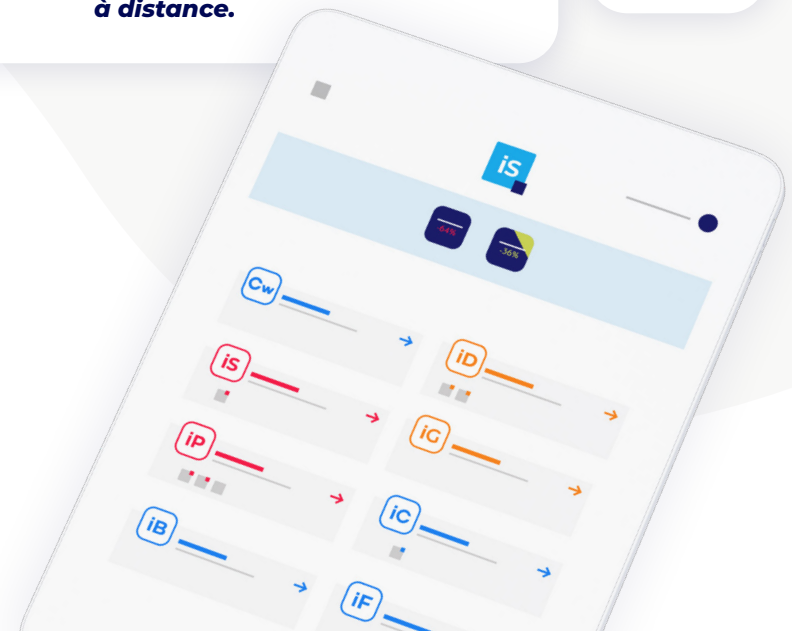 à distance.
iS
-64%
-36%
Cw
iD
iS
iG
iP
iC
iB
iF